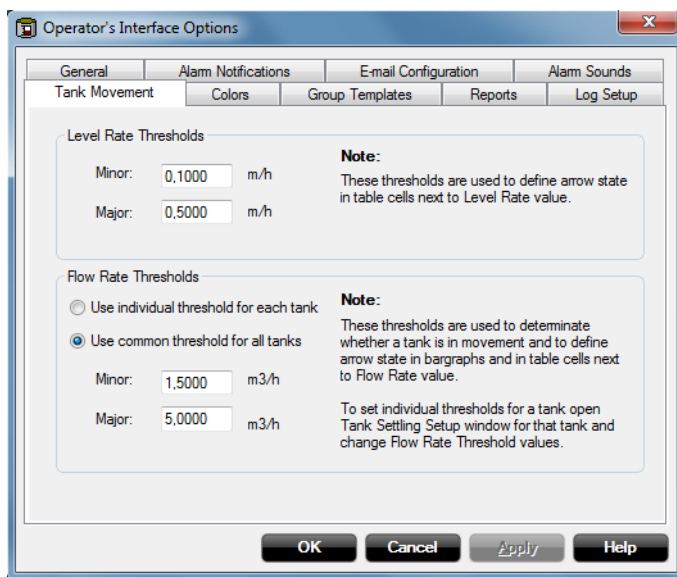 Operator's Interface Options
General Alarm Notifications E-mail Configuration Alarm Sounds
Tank Movement Colors Group Templates Reports Log Setup
Level Rate Thresholds
Minor: 0,1000 m/h
Major: 0,5000 m/h
Note:
These thresholds are used to define arrow state
in table cells next to Level Rate value.
Flow Rate Thresholds
Use individual threshold for each tank
Use common threshold for all tanks
Minor: 1,5000 m3/h
Major: 5,0000 m3/h
Note:
These thresholds are used to determinate
whether a tank is in movement and to define
arrow state in bargraphs and in table cells next
to Flow Rate value.
To set individual thresholds for a tank open
Tank Settling Setup window for that tank and
change Flow Rate Threshold values.
OK Cancel Apply Help